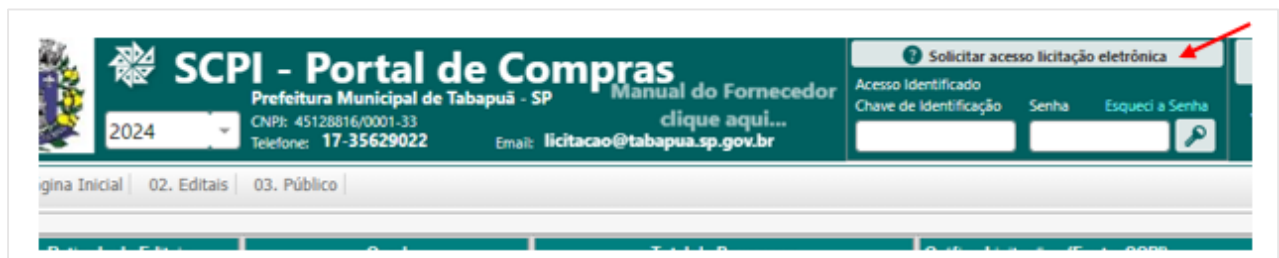 SCPI - Portal de Compras
Prefeitura Municipal de Tabapuã - SP
CNPJ: 45128816/0001-33
Telefone: 17-35629022 Email: licitacao@tabapua.sp.gov.br
2024
Manual do Fornecedor
clique aqui...
Solicitar acesso licitação eletrônica
Acesso Identificado
Chave de Identificação Senha Esqueci a Senha
Inicial 02. Editais 03. Público